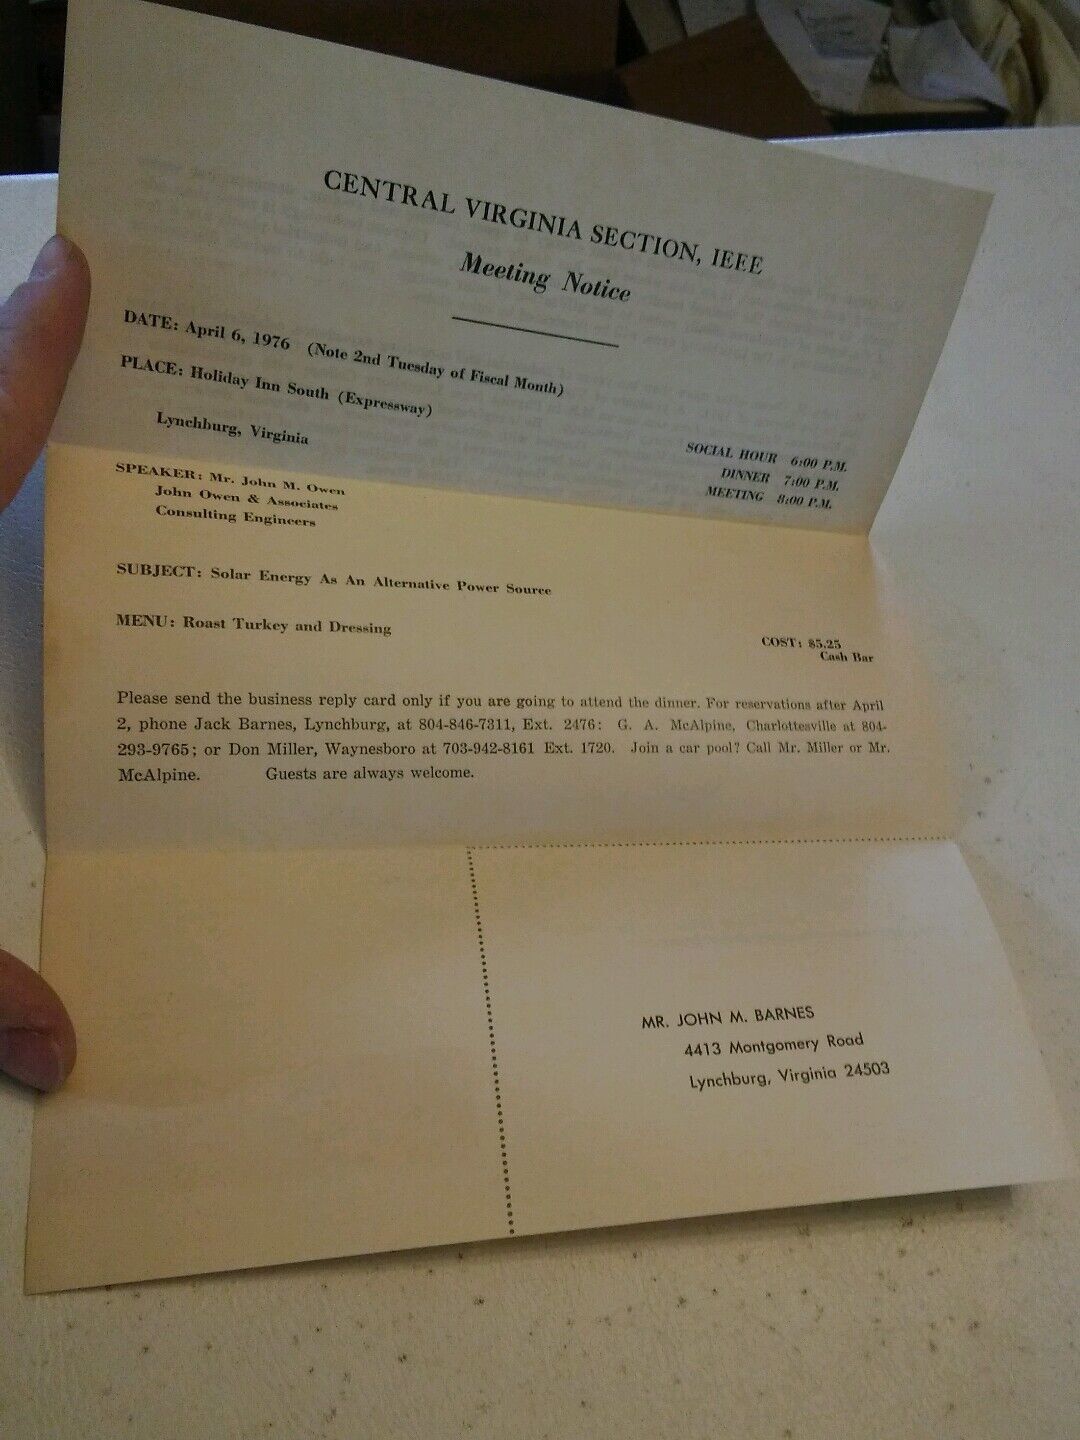 CENTRAL VIRGINIA SECTION, IEEE
Meeting Notice
DATE: April 6, 1976 (Note 2nd Tuesday of Fiscal Month)
PLACE: Holiday Inn South (Expressway)
Lynchburg, Virginia
SOCIAL HOUR 6:00 P.M.
DINNER 7:00 P.M.
MEETING 8:00 P.M.
SPEAKER: Mr. John M. Owen
John Owen & Associates
Consulting Engineers
SUBJECT: Solar Energy As An Alternative Power Source
MENU: Roast Turkey and Dressing
COST: $5.25
Cash Bar
Please send the business reply card only if you are going to attend the dinner. For reservations after April
2, phone Jack Barnes, Lynchburg, at 804-846-7311, Ext. 2476: G. A. McAlpine, Charlottesville at 804-
293-9765; or Don Miller, Waynesboro at 703-942-8161 Ext. 1720. Join a car pool? Call Mr. Miller or Mr.
McAlpine. Guests are always welcome.
MR. JOHN M. BARNES
4413 Montgomery Road
Lynchburg, Virginia 24503